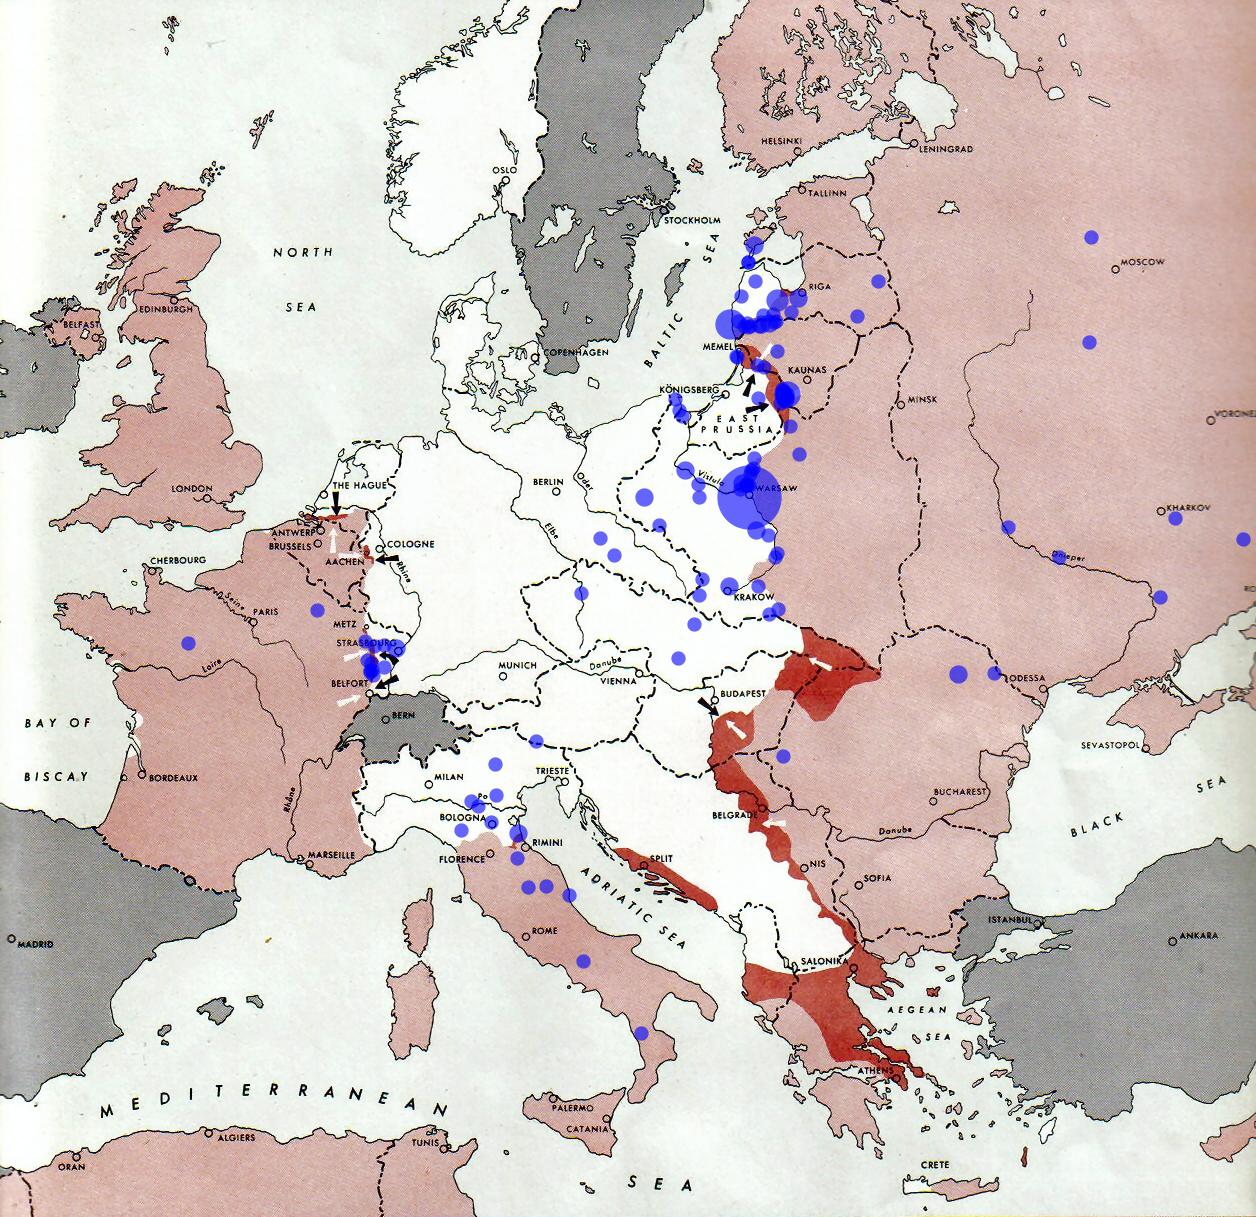 OSLO
HELSINKI
LENINGRAD
TALLINN
STOCKHOLM
NORTH
SEA
BALTIC SEA
MOSCOW
RIGA
EDINBURGH
BELFAST
COPENHAGEN
MEMEL
KAUNAS
KÖNIGSBERG
MINSK
EAST
PRUSSIA
LONDON
THE HAGUE
BERLIN
Oder
Vistula
WARSAW
KHARKOV
ANTWERP
BRUSSELS
COLOGNE
Elbe
CHERBOURG
AACHEN
Rhine
Dnieper
Seine
PARIS
KRAKOW
METZ
STRASBOURG
Loire
MUNICH
Danube
VIENNA
ODESSA
BELFORT
BUDAPEST
BERN
BAY OF
BISCAY
SEVASTOPOL
BORDEAUX
MILAN
TRIESTE
Po
BLACK SEA
BUCHAREST
Rhône
BOLOGNA
BELGRADE
Danube
RIMINI
MARSEILLE
FLORENCE
SPLIT
NIS
SOFIA
ADRIATIC SEA
ISTANBUL
ANKARA
MADRID
ROME
SALONIKA
AEGEAN
SEA
ATHENS
MEDITERRANEAN
PALERMO
CATANIA
ALGIERS
TUNIS
ORAN
CRETE
SEA